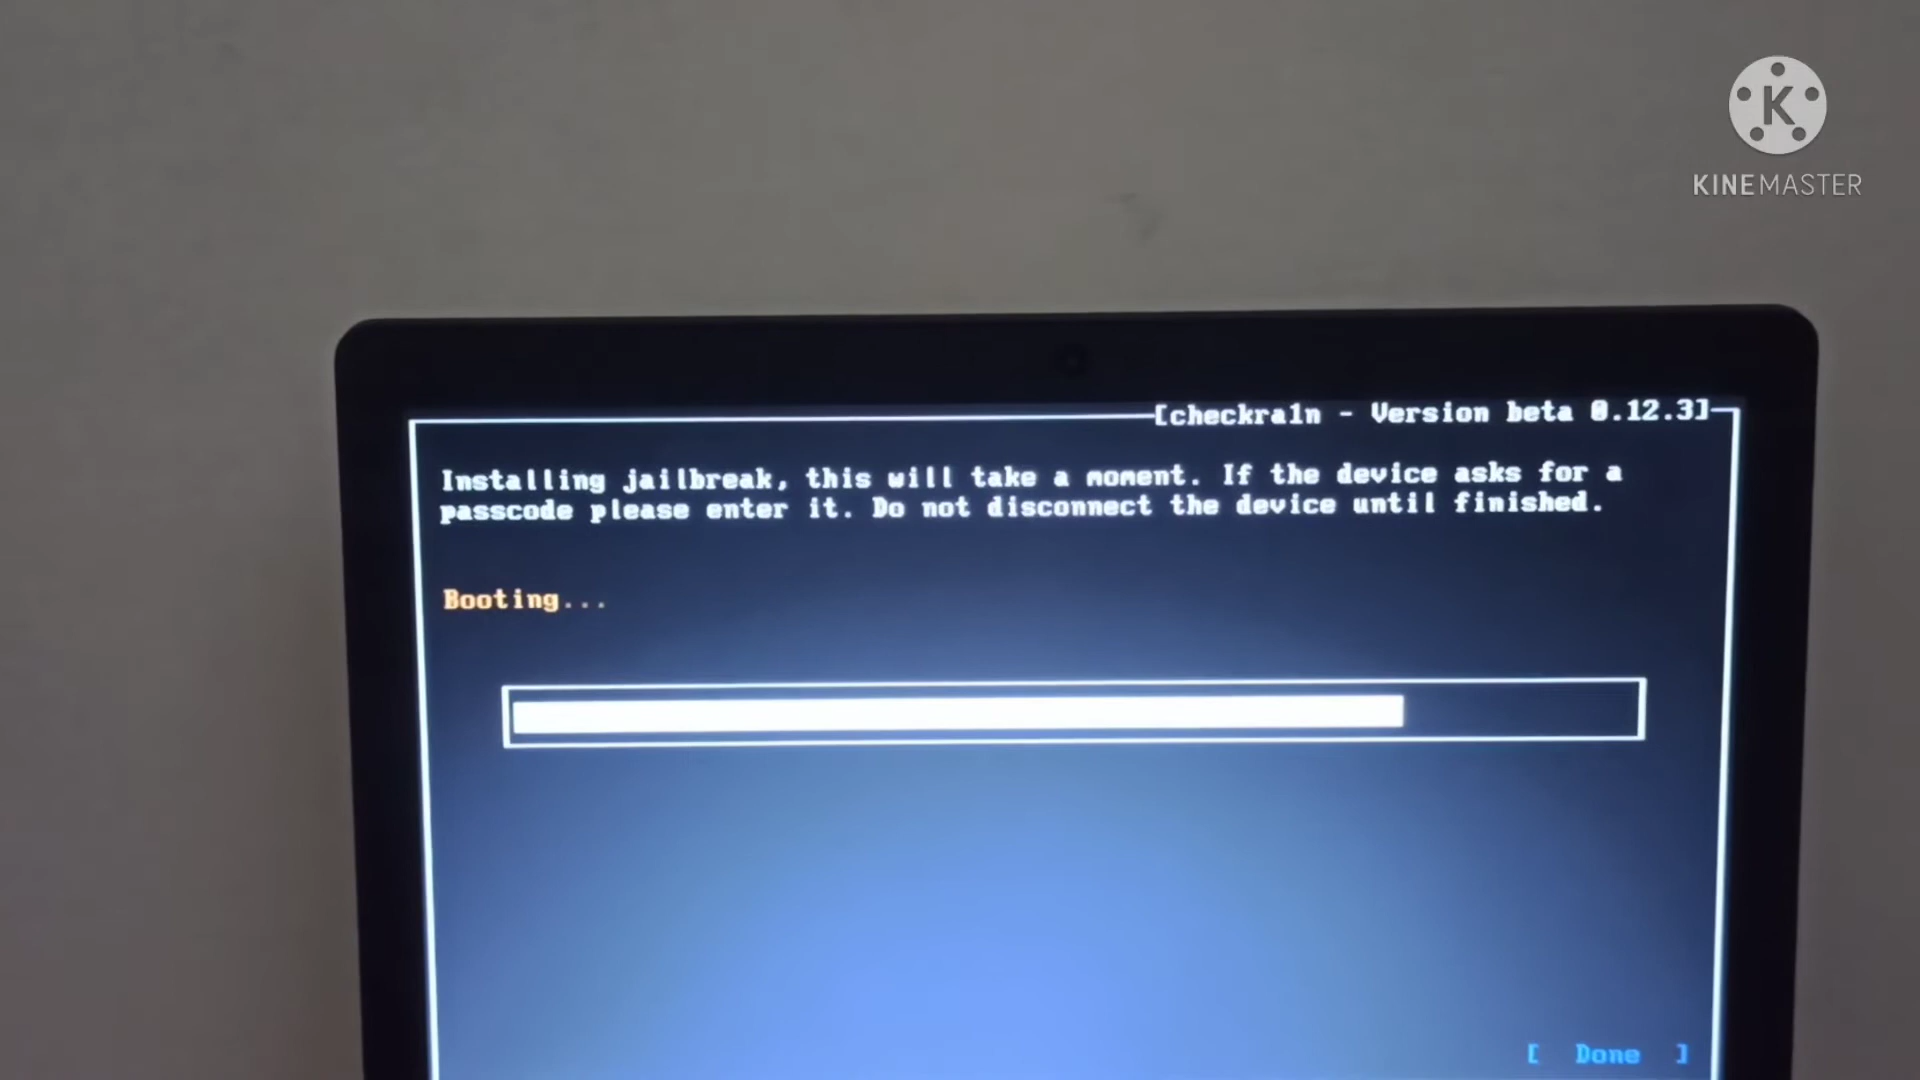 K
KINEMASTER
[checkra1n - Version beta 0.12.3]
Installing jailbreak, this will take a moment. If the device asks for a
passcode please enter it. Do not disconnect the device until finished.
Booting...
[ Done ]